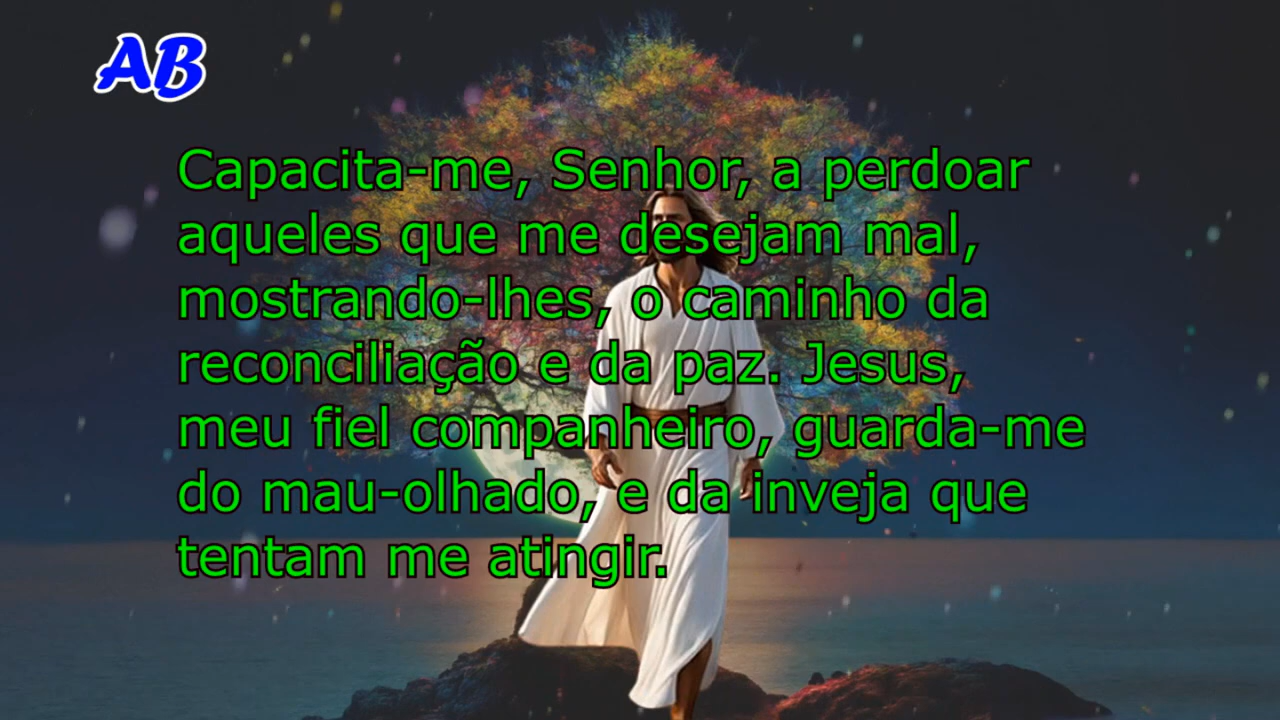 AB
Capacita-me, Senhor, a perdoar
aqueles que me desejam mal,
mostrando-lhes, o caminho da
reconciliação e da paz. Jesus,
meu fiel companheiro, guarda-me
do mau-olhado, e da inveja que
tentam me atingir.